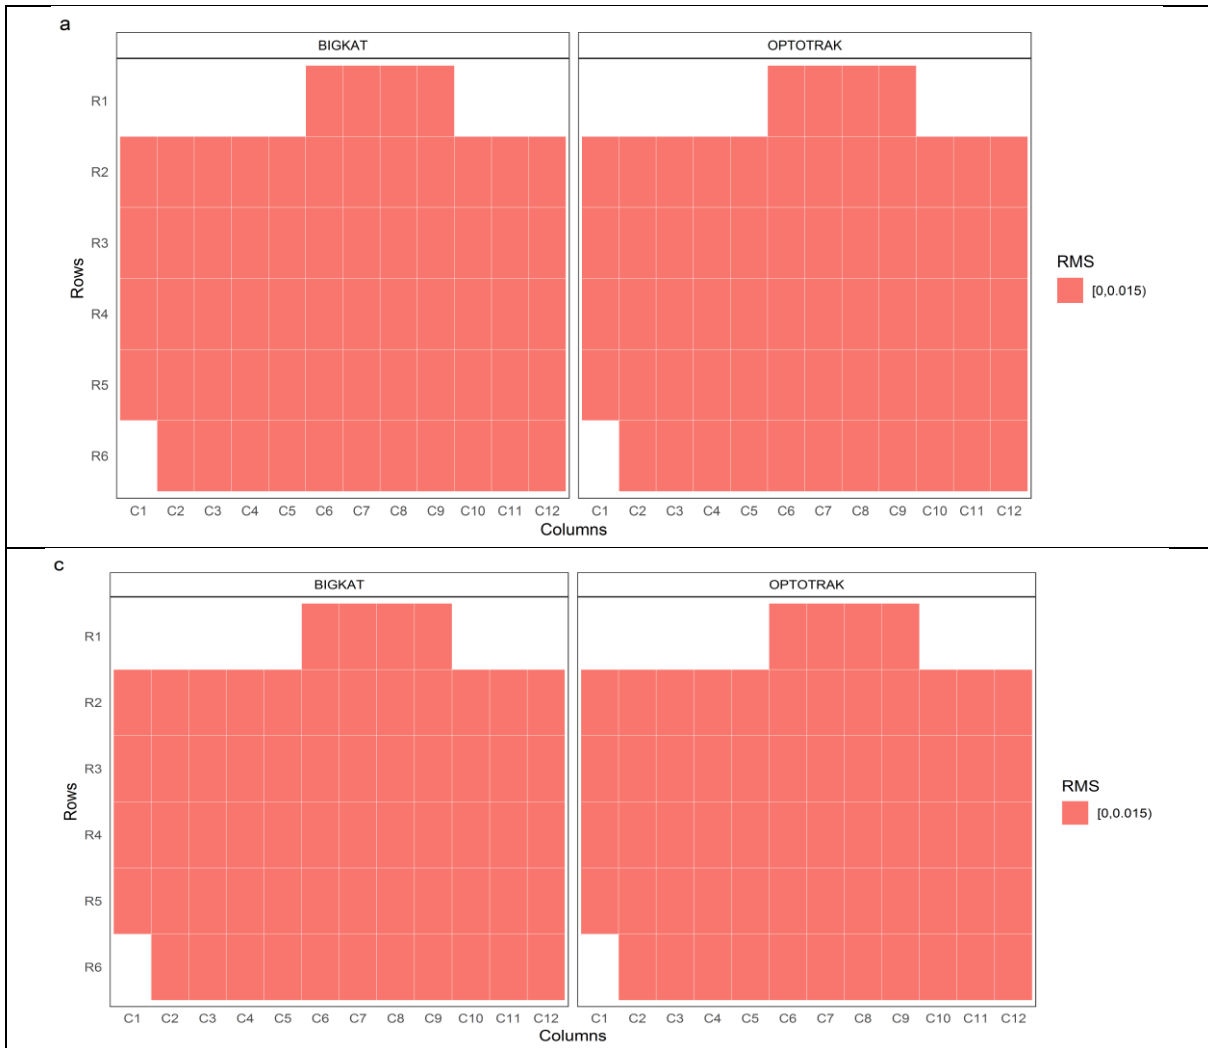 a
BIGKAT OPTOTRAK
R1
R2
R3
R4
R5
R6
Rows
RMS
[0,0.015)
C1 C2 C3 C4 C5 C6 C7 C8 C9 C10 C11 C12 C1 C2 C3 C4 C5 C6 C7 C8 C9 C10 C11 C12
Columns
c
BIGKAT OPTOTRAK
R1
R2
R3
R4
R5
R6
Rows
RMS
[0,0.015)
C1 C2 C3 C4 C5 C6 C7 C8 C9 C10 C11 C12 C1 C2 C3 C4 C5 C6 C7 C8 C9 C10 C11 C12
Columns